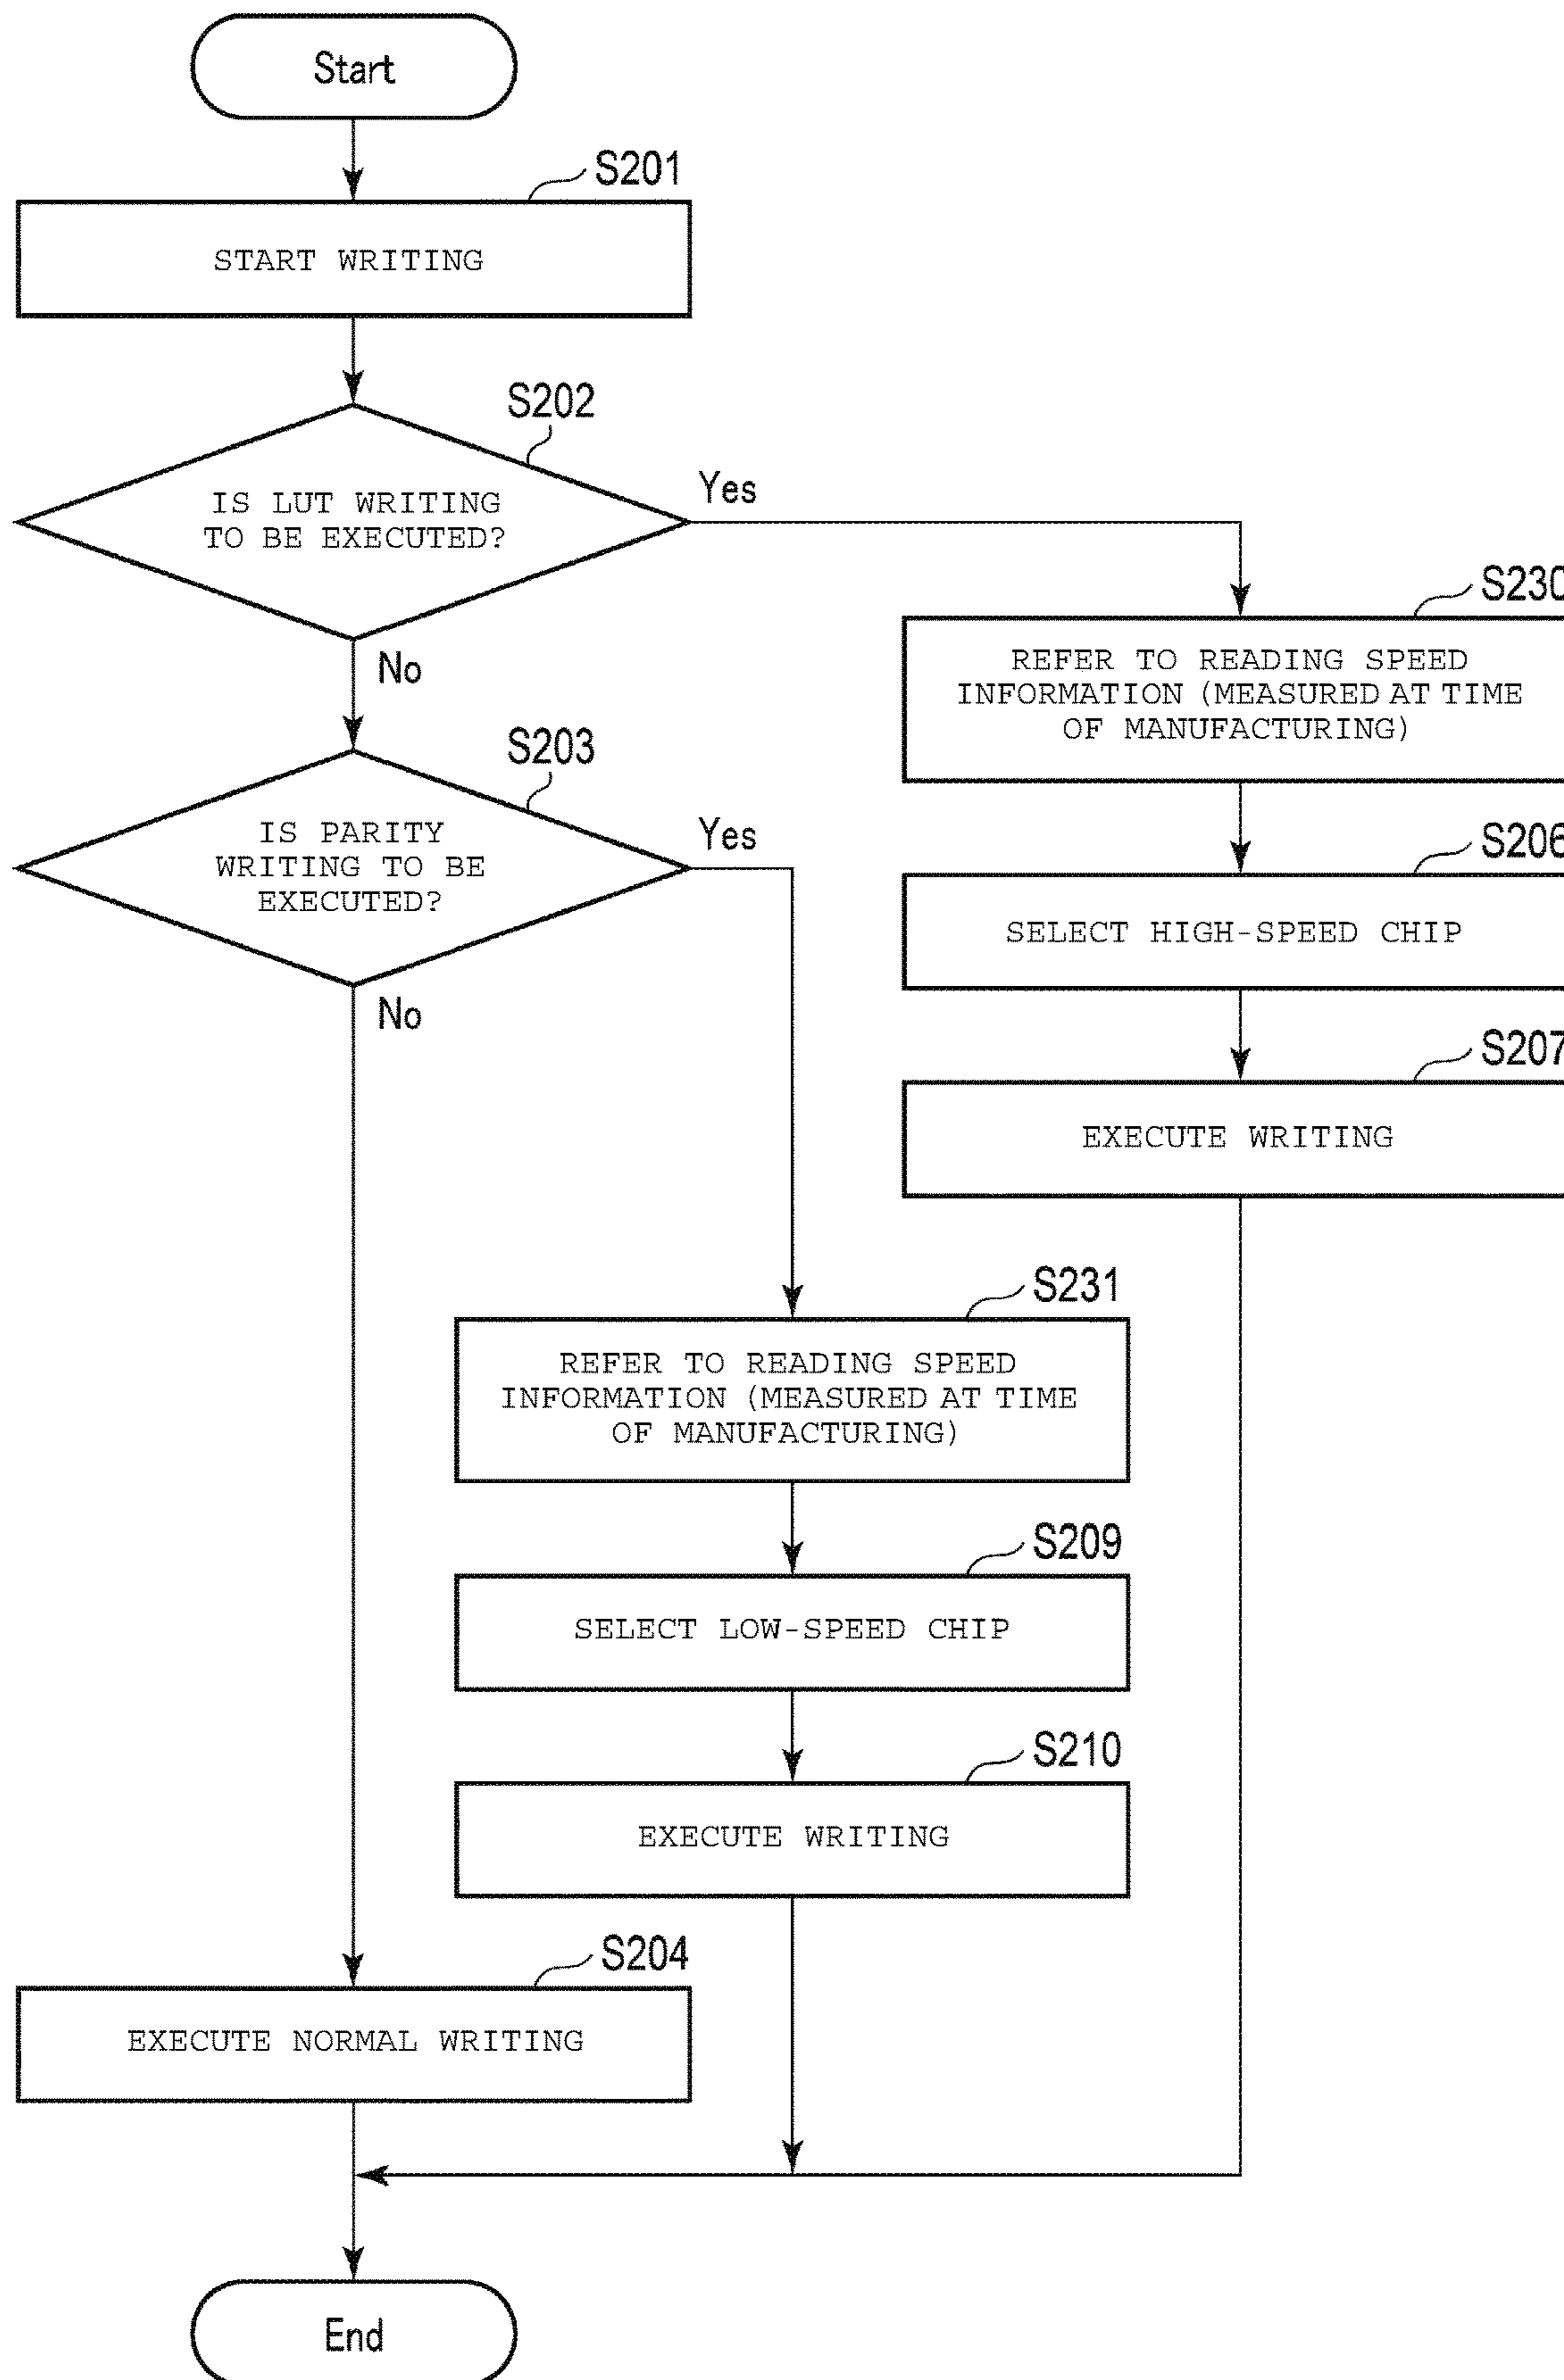 Start
S201
START WRITING
S202
IS LUT WRITING
TO BE EXECUTED?
Yes
No
S230
REFER TO READING SPEED
INFORMATION (MEASURED AT TIME
OF MANUFACTURING)
S203
IS PARITY
WRITING TO BE
EXECUTED?
Yes
No
S206
SELECT HIGH-SPEED CHIP
S207
EXECUTE WRITING
S231
REFER TO READING SPEED
INFORMATION (MEASURED AT TIME
OF MANUFACTURING)
S209
SELECT LOW-SPEED CHIP
S210
EXECUTE WRITING
S204
EXECUTE NORMAL WRITING
End